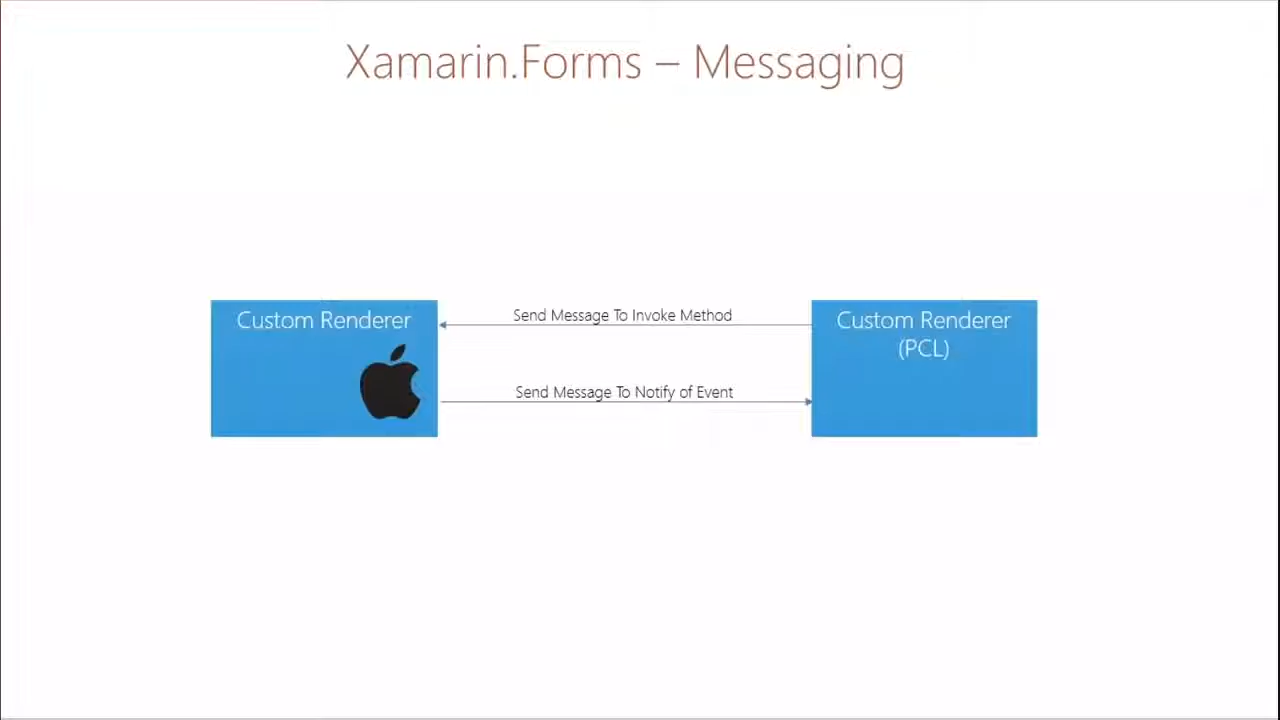 Xamarin.Forms – Messaging
Custom Renderer
Send Message To Invoke Method
Send Message To Notify of Event
Custom Renderer
(PCL)